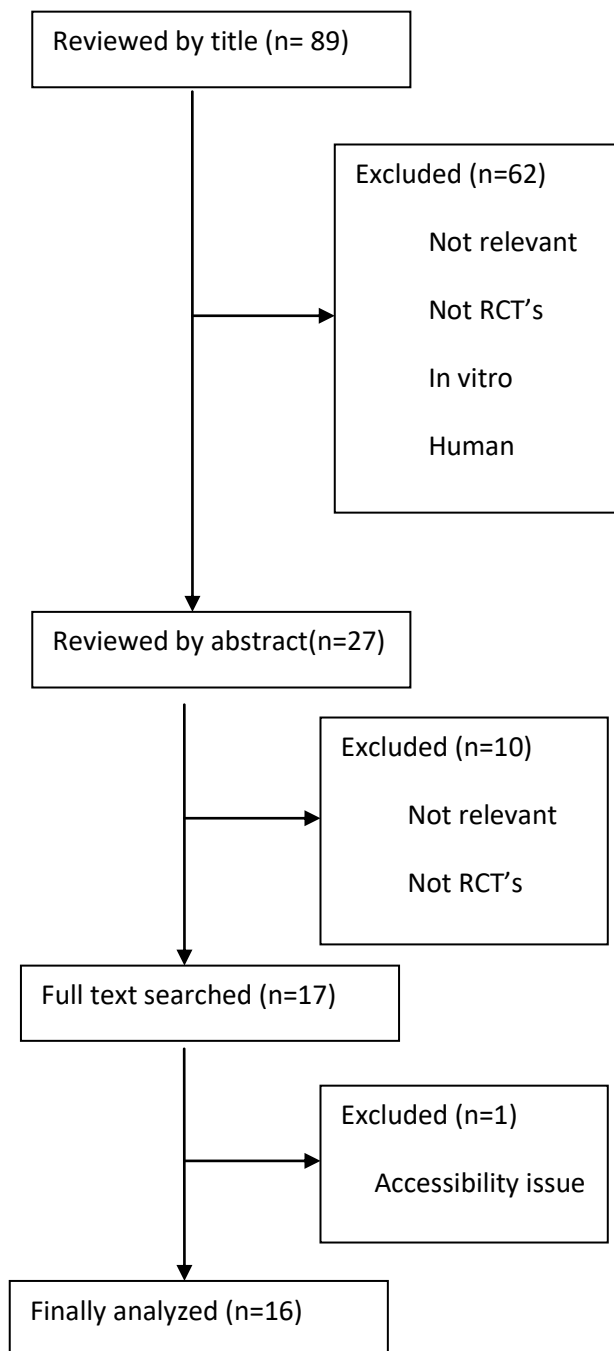 Reviewed by title (n= 89)
Excluded (n=62)
Not relevant
Not RCT’s
In vitro
Human
Reviewed by abstract(n=27)
Excluded (n=10)
Not relevant
Not RCT’s
Full text searched (n=17)
Excluded (n=1)
Accessibility issue
Finally analyzed (n=16)